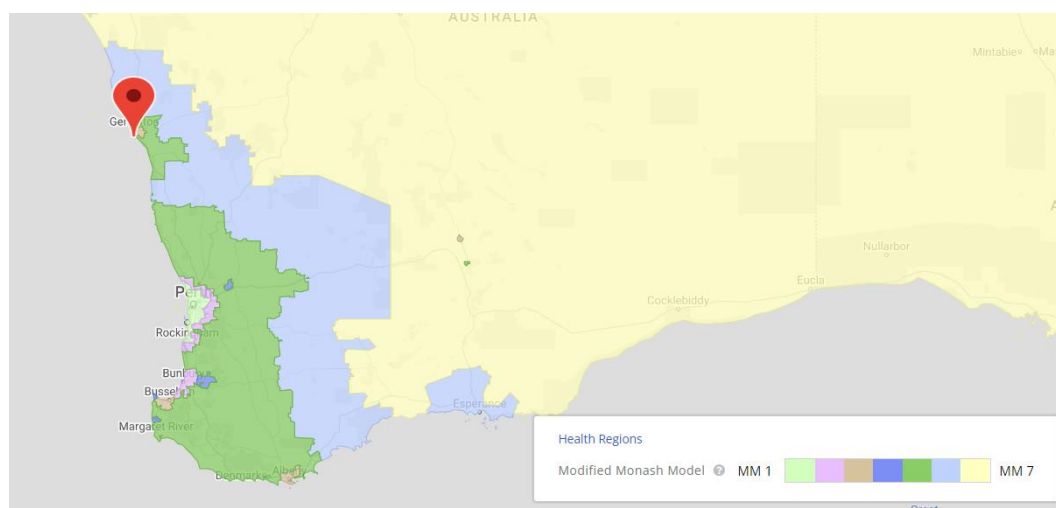 AUSTRALIA
Mintabie
Nullarbor
Eucla
Cocklebiddy
Rockingham
Bunbury
Busselton
Esperance
Margaret River
Denmark
Health Regions
Modified Monash Model ? MM 1 MM 7